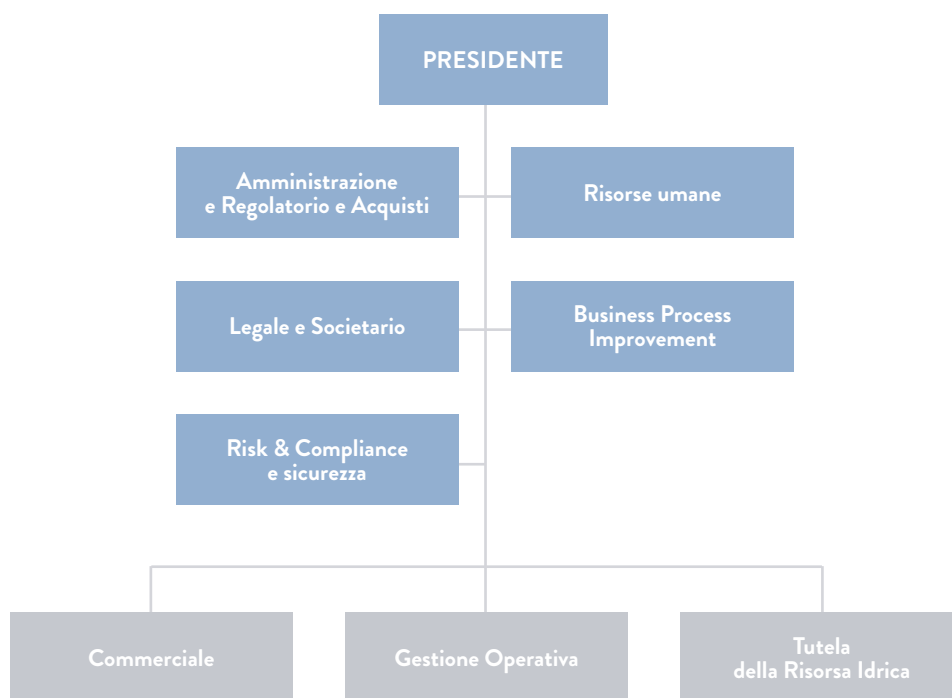 PRESIDENTE
Amministrazione
e Regolatorio e Acquisti
Risorse umane
Legale e Societario
Business Process
Improvement
Risk & Compliance
e sicurezza
Commerciale
Gestione Operativa
Tutela
della Risorsa Idrica